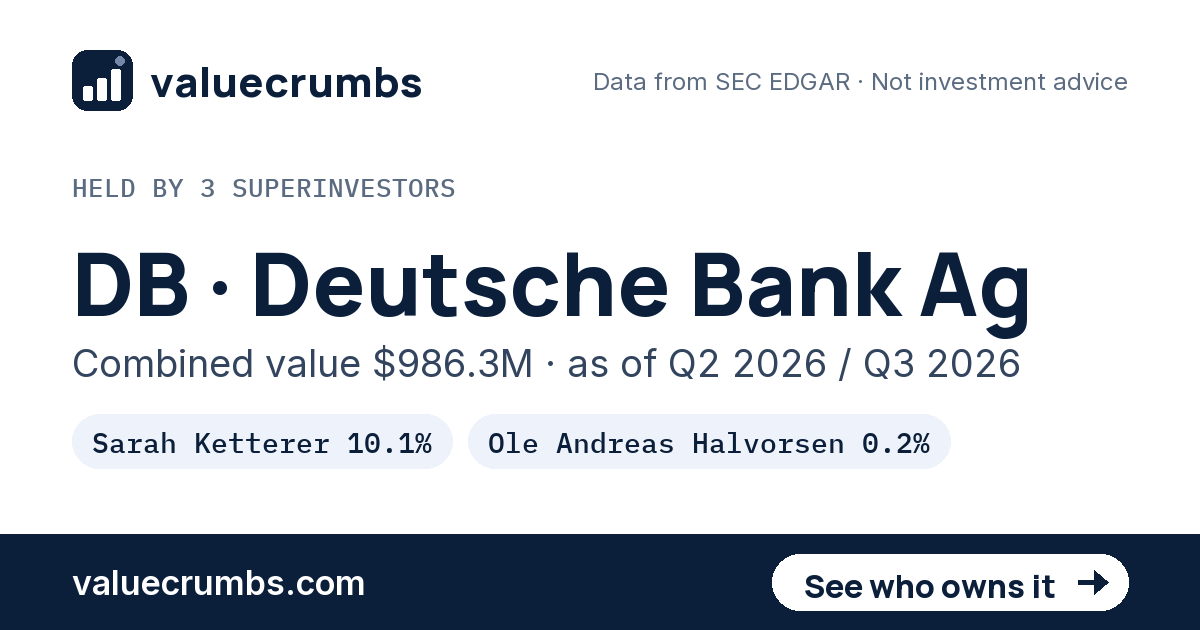 valuecrumbs
Data from SEC EDGAR · Not investment advice
HELD BY 3 SUPERINVESTORS
DB · Deutsche Bank Ag
Combined value $986.3M · as of Q2 2026 / Q3 2026
Sarah Ketterer 10.1%
Ole Andreas Halvorsen 0.2%
valuecrumbs.com
See who owns it →